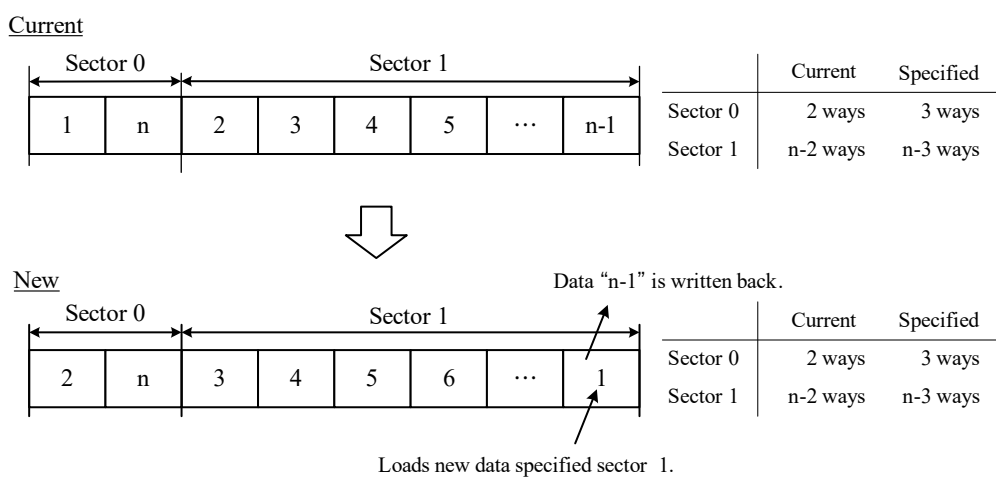 Current
Sector 0 Sector 1
1 n 2 3 4 5 ⋯ n-1
Current Specified
Sector 0 2 ways 3 ways
Sector 1 n-2 ways n-3 ways
New
Data “n-1” is written back.
Sector 0 Sector 1
2 n 3 4 5 6 ⋯ 1
Current Specified
Sector 0 2 ways 3 ways
Sector 1 n-2 ways n-3 ways
Loads new data specified sector 1.